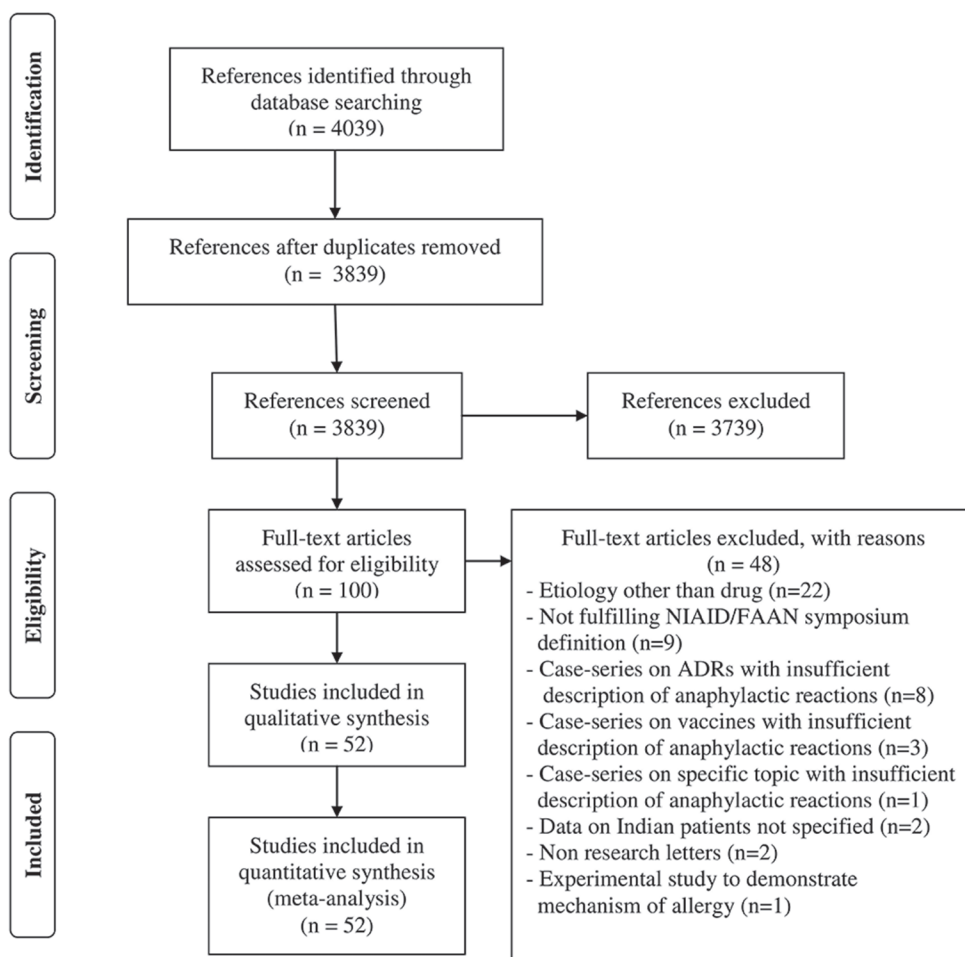 Identification
References identified through
database searching
(n = 4039)
References after duplicates removed
(n = 3839)
Screening
References screened
(n = 3839)
References excluded
(n = 3739)
Eligibility
Full-text articles
assessed for eligibility
(n = 100)
Full-text articles excluded, with reasons
(n = 48)
- Etiology other than drug (n=22)
- Not fulfilling NIAID/FAAN symposium
definition (n=9)
- Case-series on ADRs with insufficient
description of anaphylactic reactions (n=8)
- Case-series on vaccines with insufficient
description of anaphylactic reactions (n=3)
- Case-series on specific topic with insufficient
description of anaphylactic reactions (n=1)
- Data on Indian patients not specified (n=2)
- Non research letters (n=2)
- Experimental study to demonstrate
mechanism of allergy (n=1)
Studies included in
qualitative synthesis
(n = 52)
Included
Studies included in
quantitative synthesis
(meta-analysis)
(n = 52)